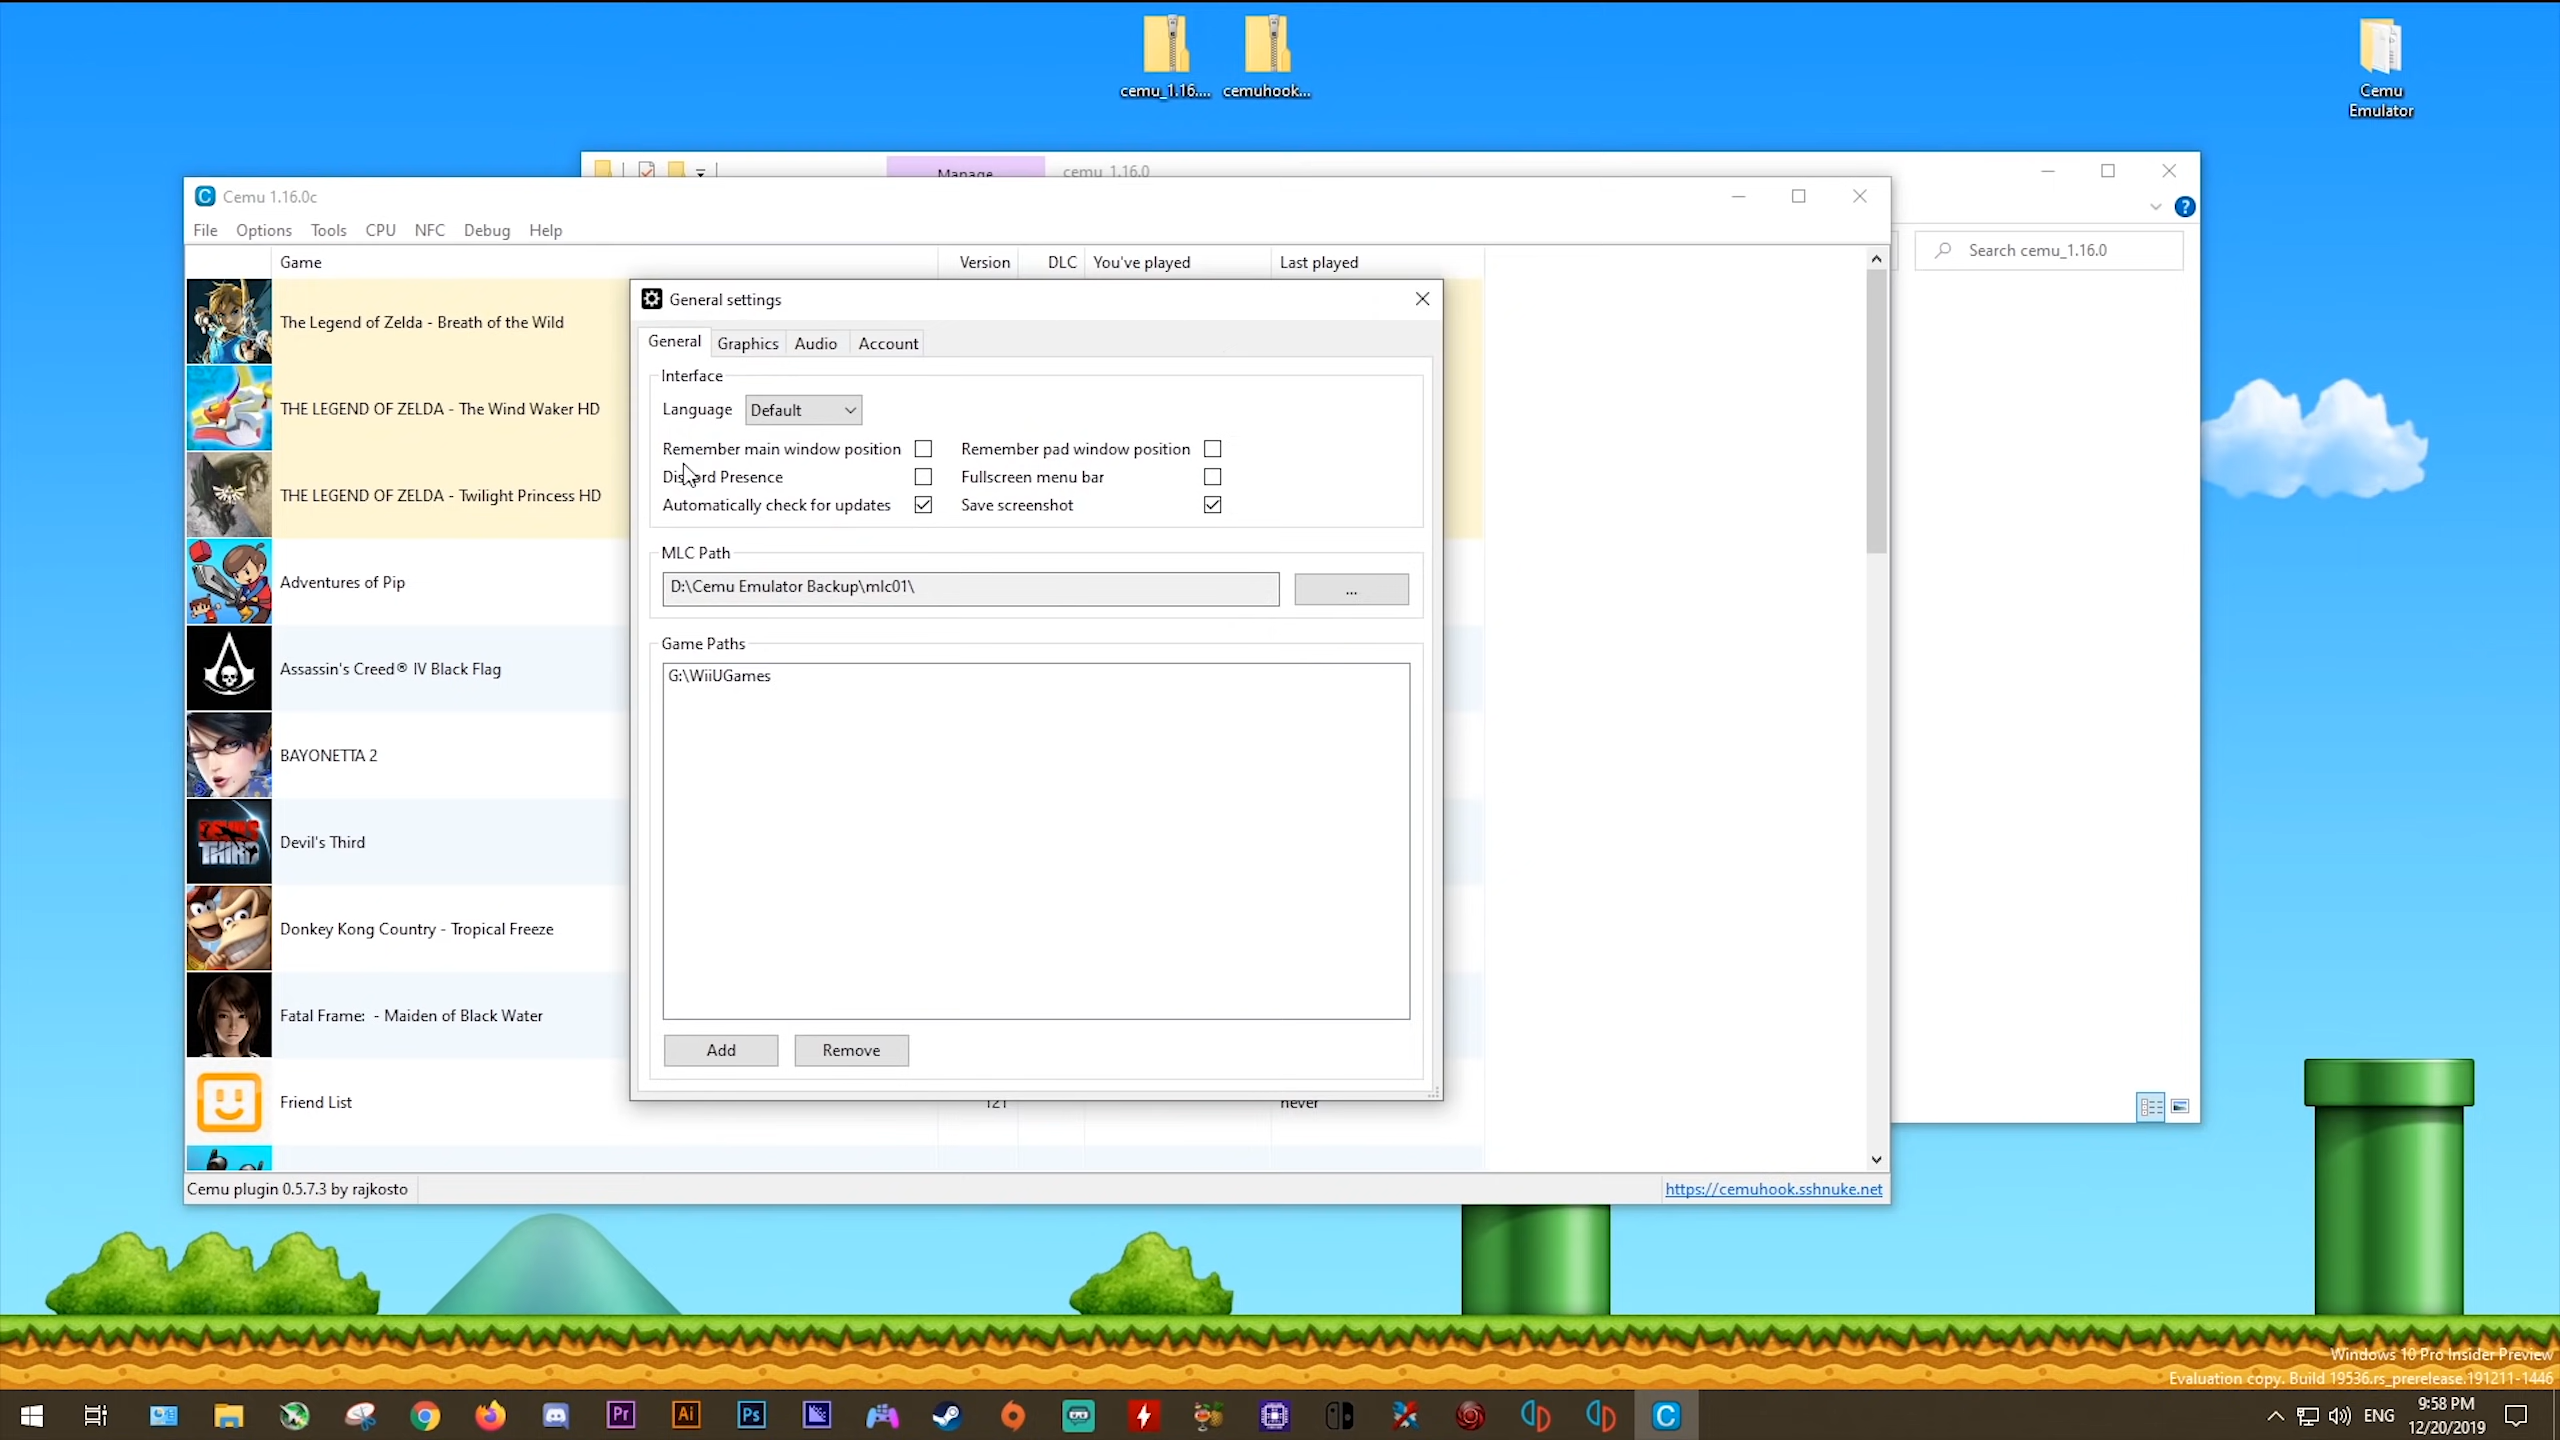 cemu_1.16....
cemuhook...
Cemu
Emulator
Manage
cemu_1.16.0
Cemu 1.16.0c
File Options Tools CPU NFC Debug Help
Search cemu_1.16.0
Game Version DLC You've played Last played
General settings
General Graphics Audio Account
The Legend of Zelda - Breath of the Wild
THE LEGEND OF ZELDA - The Wind Waker HD
THE LEGEND OF ZELDA - Twilight Princess HD
Adventures of Pip
Assassin's Creed® IV Black Flag
BAYONETTA 2
DEVIL'S
THIRD
Devil's Third
Donkey Kong Country - Tropical Freeze
Fatal Frame:  - Maiden of Black Water
Friend List
121
never
Interface
Language Default
Remember main window position Remember pad window position
Discord Presence Fullscreen menu bar
Automatically check for updates Save screenshot
MLC Path
D:\Cemu Emulator Backup\mlc01\
...
Game Paths
G:\WiiUGames
Add Remove
Cemu plugin 0.5.7.3 by rajkosto
https://cemuhook.sshnuke.net
Windows 10 Pro Insider Preview
Evaluation copy. Build 19536.rs_prerelease.191211-1446
Pr
Ai
Ps
C
ENG
9:58 PM
12/20/2019